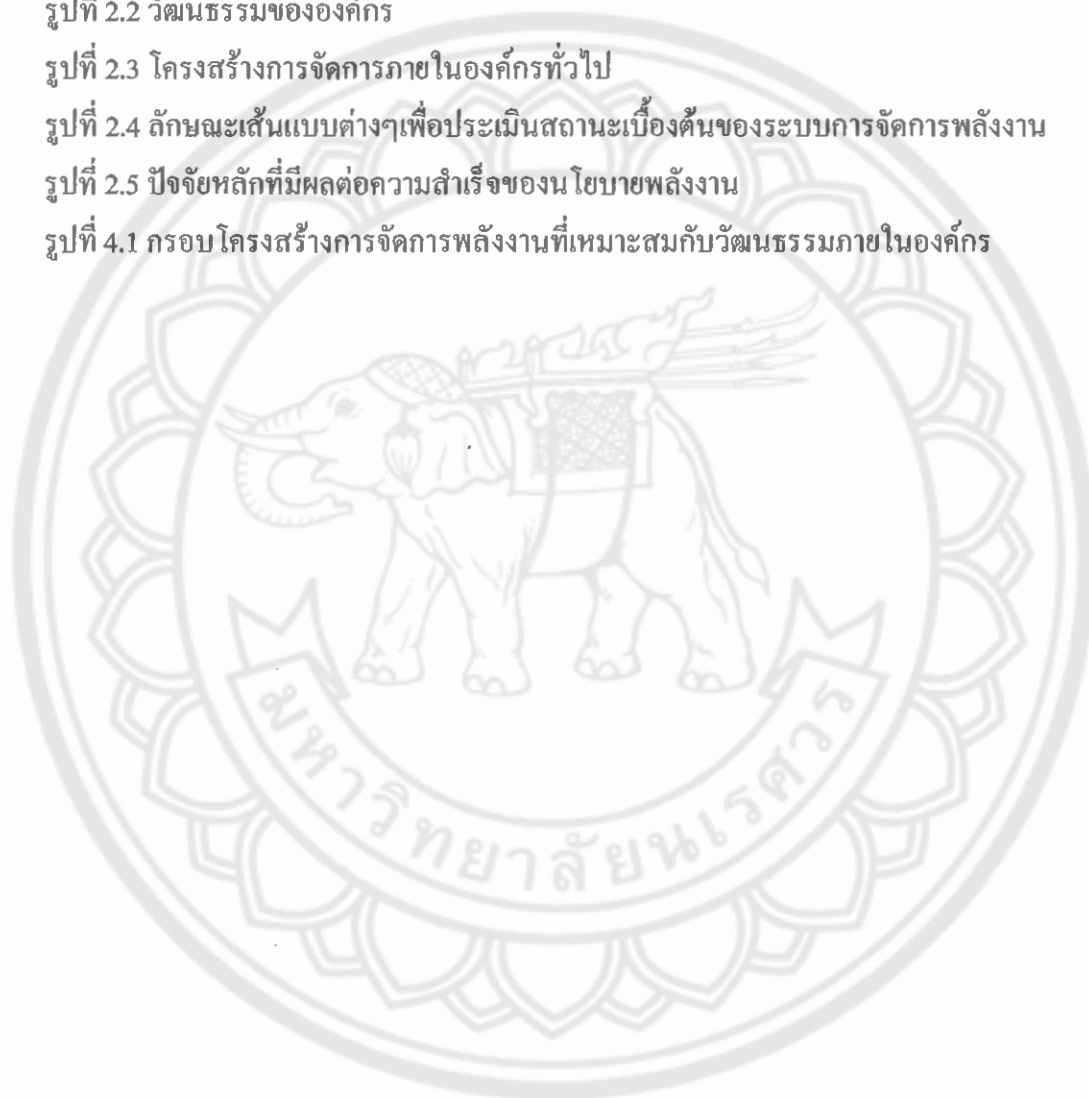 รูปที่ 2.2 วัฒนธรรมขององค์กร
รูปที่ 2.3 โครงสร้างการจัดการภายในองค์กรทั่วไป
รูปที่ 2.4 ลักษณะเส้นแบบต่างๆเพื่อประเมินสถานะเบื้องต้นของระบบการจัดการพลังงาน
รูปที่ 2.5 ปัจจัยหลักที่มีผลต่อความสำเร็จของนโยบายพลังงาน
รูปที่ 4.1 กรอบโครงสร้างการจัดการพลังงานที่เหมาะสมกับวัฒนธรรมภายในองค์กร
มหาวิทยาลัยนเรศวร